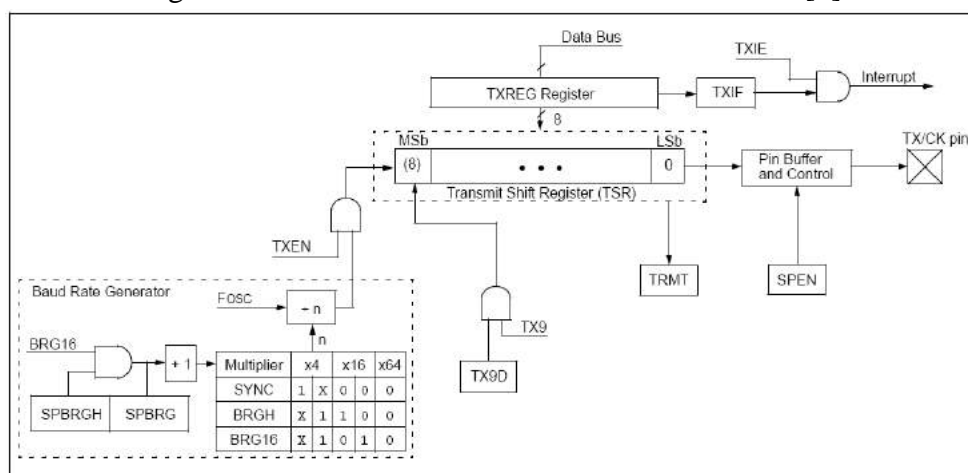 Data Bus
TXIE
Interrupt
TXREG Register
TXIF
8
MSb
LSb
TX/CK pin
(8)
• • •
0
Pin Buffer
and Control
Transmit Shift Register (TSR)
TXEN
TRMT
SPEN
Baud Rate Generator
Fosc
÷ n
TX9
BRG16
n
+ 1
Multiplier x4 x16 x64
TX9D
SYNC 1 X 0 0 0
SPBRGH SPBRG
BRGH X 1 1 0 0
BRG16 X 1 0 1 0